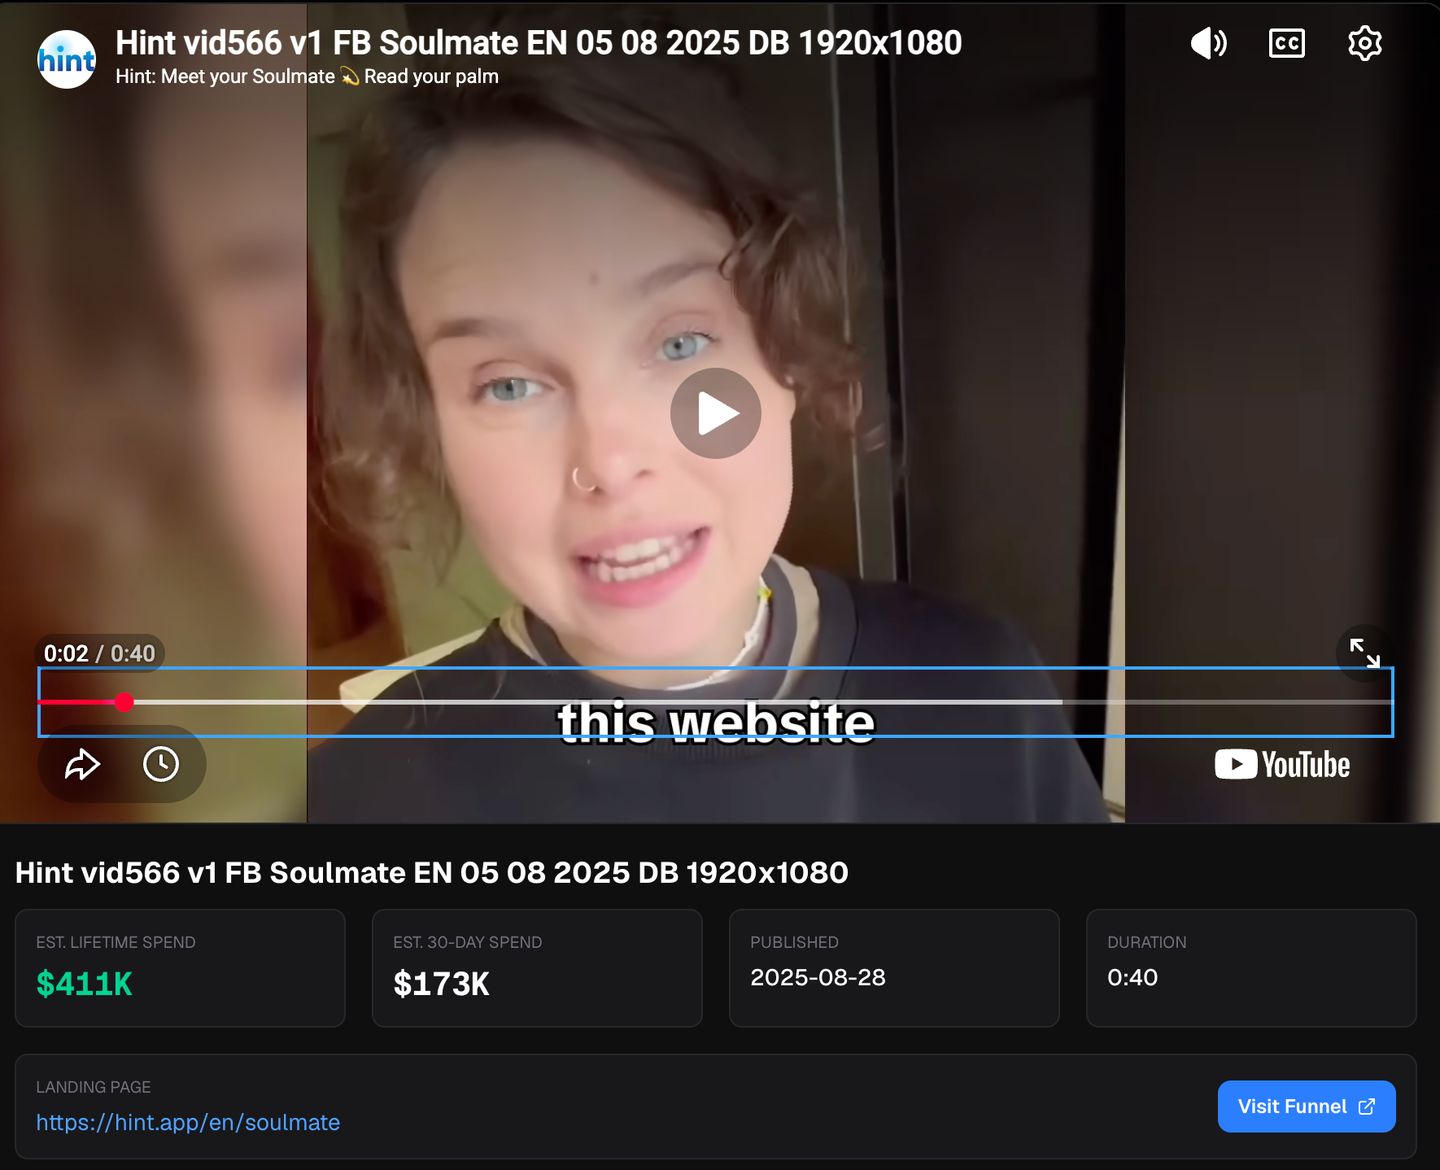 hint
Hint vid566 v1 FB Soulmate EN 05 08 2025 DB 1920x1080
Hint: Meet your Soulmate 💫 Read your palm
CC
0:02 / 0:40
this website
YouTube
Hint vid566 v1 FB Soulmate EN 05 08 2025 DB 1920x1080
EST. LIFETIME SPEND
$411K
EST. 30-DAY SPEND
$173K
PUBLISHED
2025-08-28
DURATION
0:40
LANDING PAGE
https://hint.app/en/soulmate
Visit Funnel